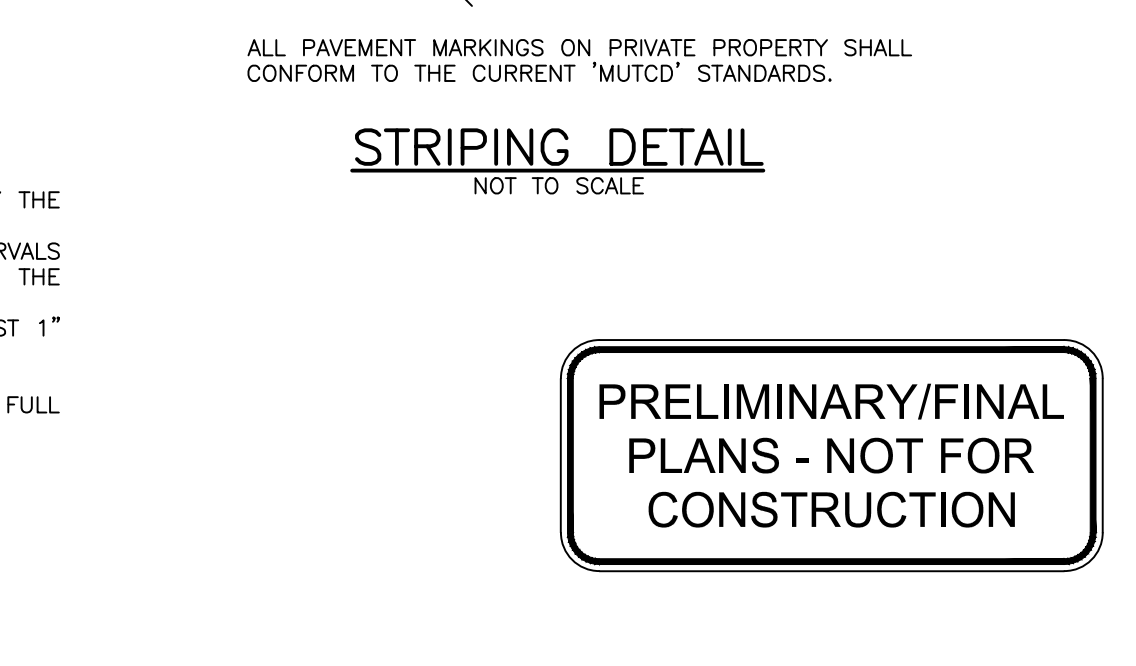 ALL PAVEMENT MARKINGS ON PRIVATE PROPERTY SHALL
CONFORM TO THE CURRENT 'MUTCD' STANDARDS.
STRIPING DETAIL
NOT TO SCALE
THE
THE
1"
FULL
PRELIMINARY/FINAL
PLANS - NOT FOR
CONSTRUCTION